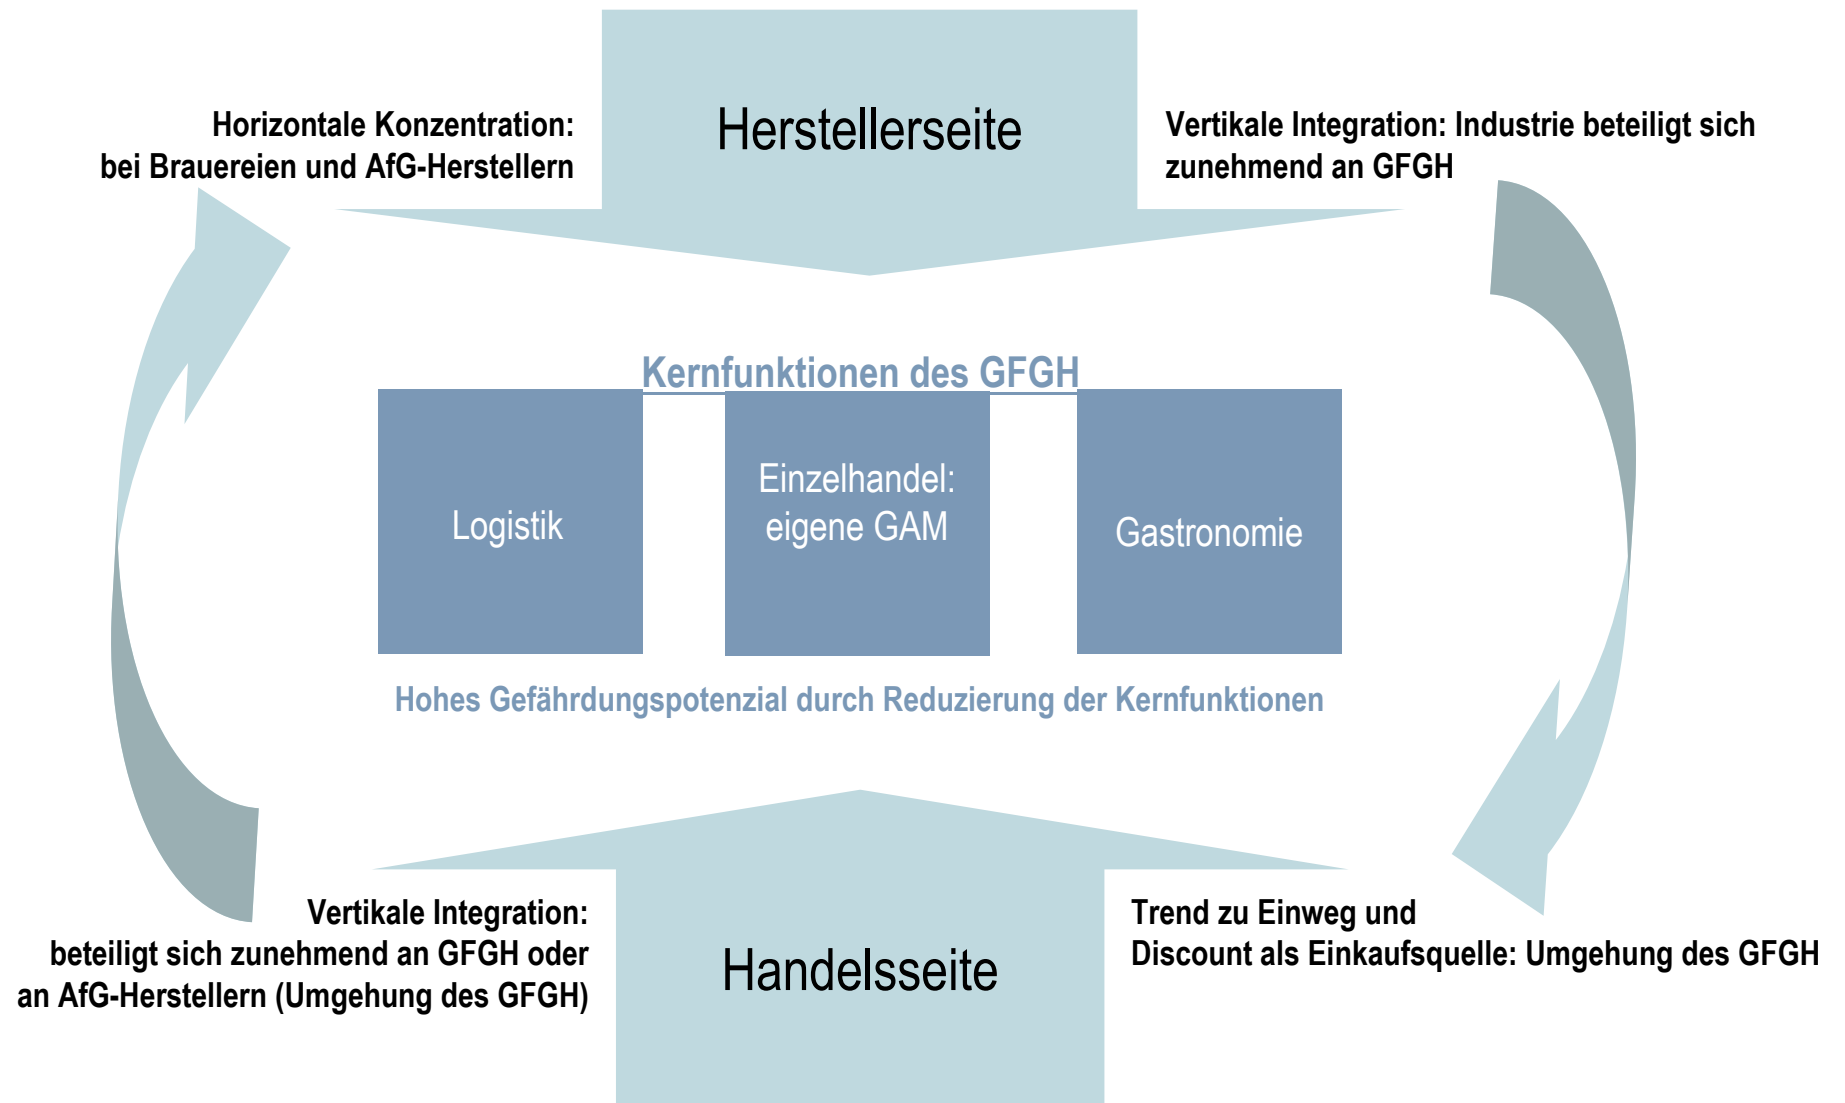 Herstellerseite
Horizontale Konzentration:
bei Brauereien und AfG-Herstellern
Vertikale Integration: Industrie beteiligt sich
zunehmend an GFGH
Kernfunktionen des GFGH
Logistik
Einzelhandel:
eigene GAM
Gastronomie
Hohes Gefährdungspotenzial durch Reduzierung der Kernfunktionen
Vertikale Integration:
beteiligt sich zunehmend an GFGH oder
an AfG-Herstellern (Umgehung des GFGH)
Handelsseite
Trend zu Einweg und
Discount als Einkaufsquelle: Umgehung des GFGH